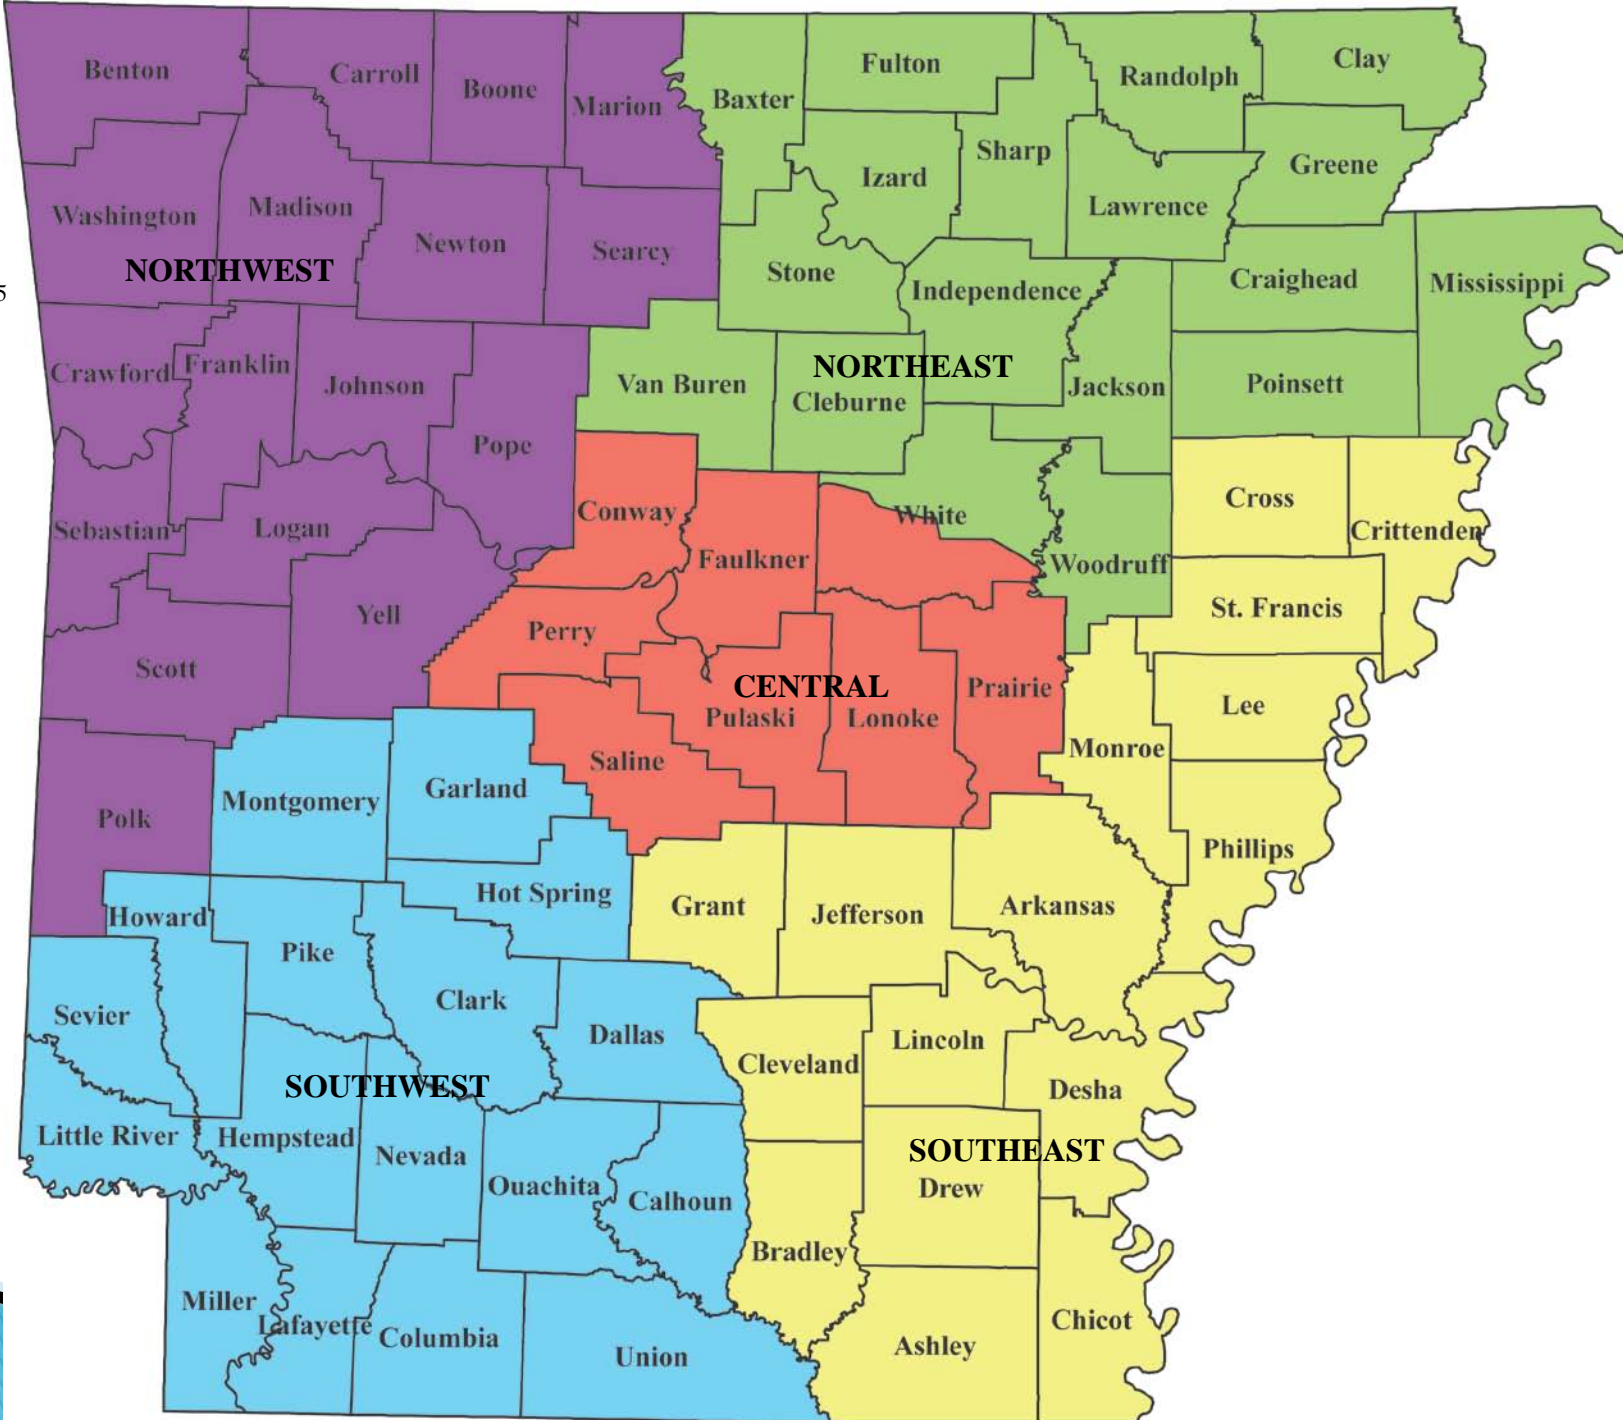 Benton
Carroll
Boone
Marion
Baxter
Fulton
Randolph
Clay
Sharp
Izard
Greene
Lawrence
Washington
Madison
Newton
Searcy
NORTHWEST
Stone
Independence
Craighead
Mississippi
5
Crawford
Franklin
Johnson
Van Buren
NORTHEAST
Cleburne
Jackson
Poinsett
Pope
Sebastian
Logan
Conway
White
Cross
Crittenden
Faulkner
Woodruff
St. Francis
Yell
Perry
Scott
CENTRAL
Pulaski
Lonoke
Prairie
Lee
Saline
Monroe
Polk
Montgomery
Garland
Phillips
Hot Spring
Grant
Jefferson
Arkansas
Howard
Pike
Sevier
Clark
Dallas
Cleveland
Lincoln
Desha
SOUTHWEST
Little River
Hempstead
Nevada
Ouachita
Calhoun
SOUTHEAST
Drew
Bradley
Miller
Lafayette
Columbia
Union
Ashley
Chicot